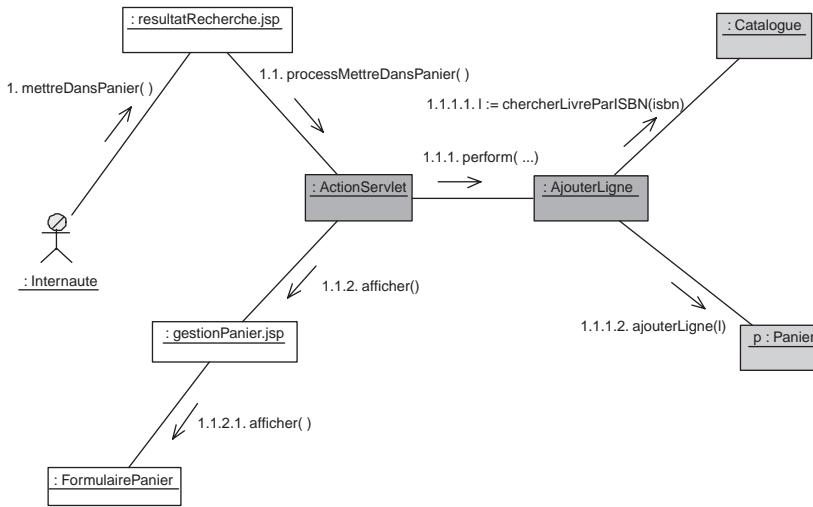 : resultatRecherche.jsp
: Catalogue
1. mettreDansPanier( )
1.1. processMettreDansPanier( )
1.1.1.1. l := chercherLivreParISBN(isbn)
1.1.1. perform( ...)
: ActionServlet
: AjouterLigne
: Internaute
1.1.2. afficher()
: gestionPanier.jsp
1.1.1.2. ajouterLigne(l)
p : Panier
1.1.2.1. afficher( )
: FormulairePanier